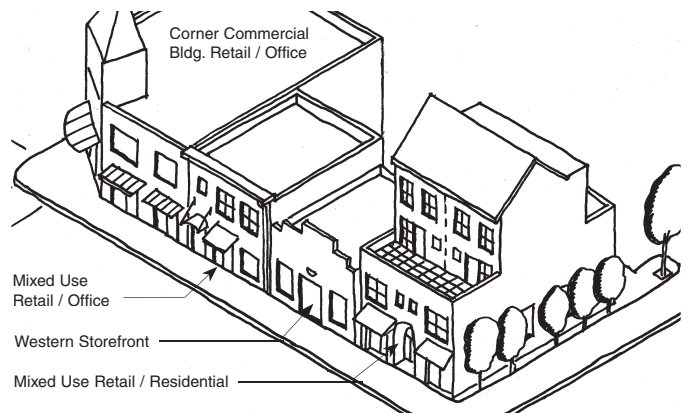 Corner Commercial
Bldg. Retail / Office
Mixed Use
Retail / Office
Western Storefront
Mixed Use Retail / Residential